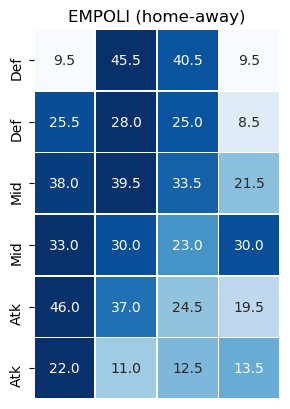 EMPOLI (home-away)
Def 9.5 45.5 40.5 9.5
Def 25.5 28.0 25.0 8.5
Mid 38.0 39.5 33.5 21.5
Mid 33.0 30.0 23.0 30.0
Atk 46.0 37.0 24.5 19.5
Atk 22.0 11.0 12.5 13.5